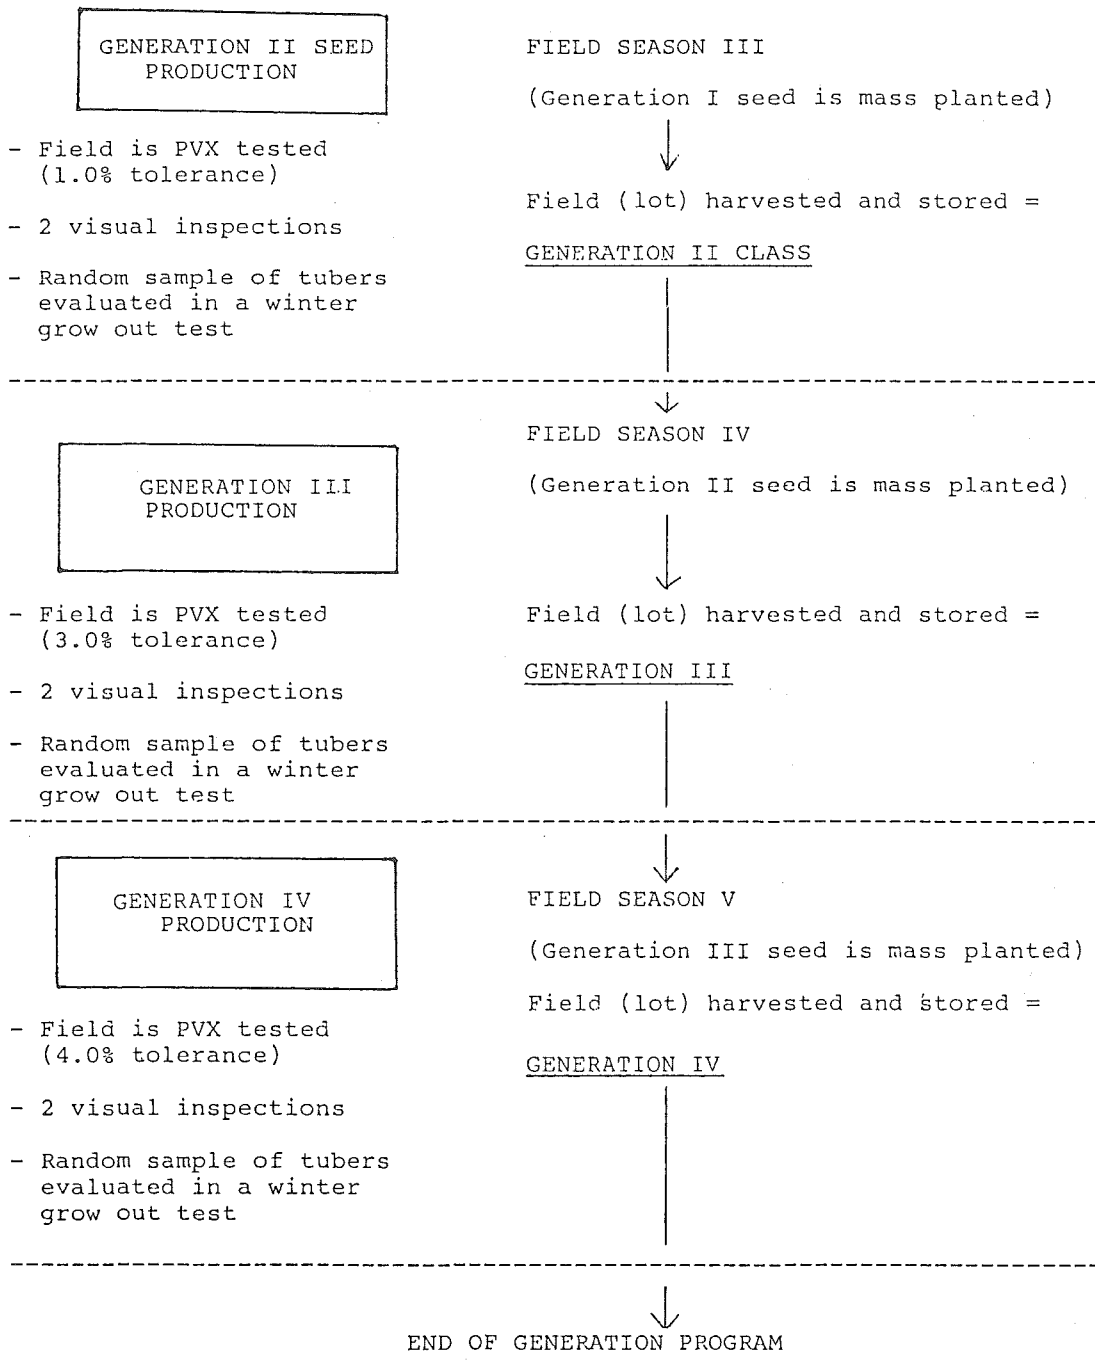 GENERATION II SEED
PRODUCTION
- Field is PVX tested
(1.0% tolerance)
- 2 visual inspections
- Random sample of tubers
evaluated in a winter
grow out test
FIELD SEASON III
(Generation I seed is mass planted)
Field (lot) harvested and stored =
GENERATION II CLASS
GENERATION III
PRODUCTION
- Field is PVX tested
(3.0% tolerance)
- 2 visual inspections
- Random sample of tubers
evaluated in a winter
grow out test
FIELD SEASON IV
(Generation II seed is mass planted)
Field (lot) harvested and stored =
GENERATION III
GENERATION IV
PRODUCTION
- Field is PVX tested
(4.0% tolerance)
- 2 visual inspections
- Random sample of tubers
evaluated in a winter
grow out test
FIELD SEASON V
(Generation III seed is mass planted)
Field (lot) harvested and stored =
GENERATION IV
END OF GENERATION PROGRAM